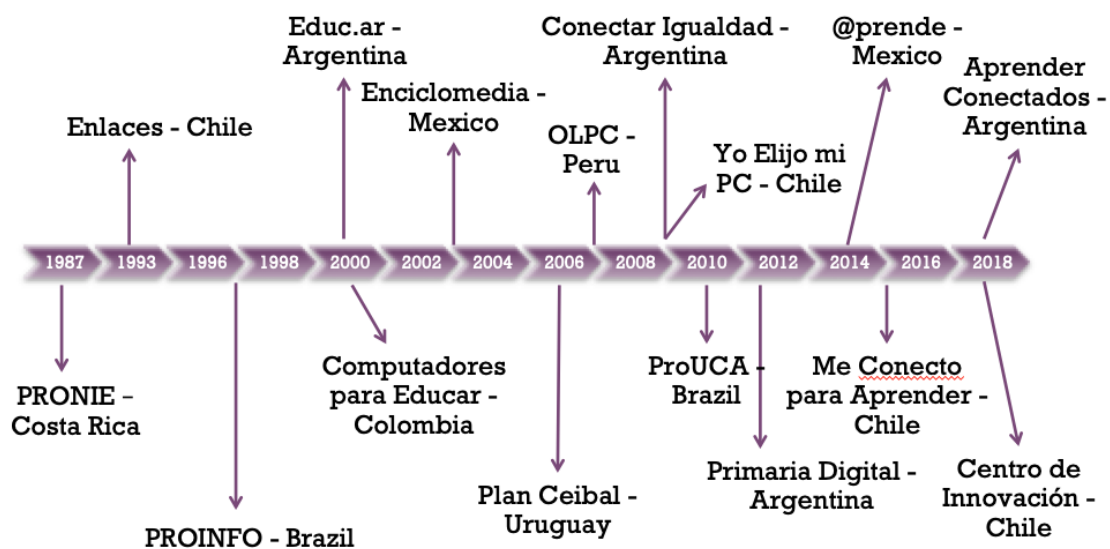 Educ.ar -
Argentina
Conectar Igualdad -
Argentina
@prende -
Mexico
Aprender
Conectados -
Argentina
Enciclomedia -
Mexico
Enlaces - Chile
OLPC -
Peru
Yo Elijo mi
PC - Chile
1987 1993 1996 1998 2000 2002 2004 2006 2008 2010 2012 2014 2016 2018
PRONIE –
Costa Rica
Computadores
para Educar -
Colombia
ProUCA -
Brazil
Me Conecto
para Aprender -
Chile
Plan Ceibal -
Uruguay
Primaria Digital -
Argentina
Centro de
Innovación -
Chile
PROINFO - Brazil